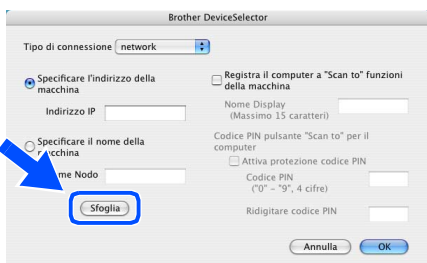 Brother DeviceSelector
Tipo di connessione network
Specificare l'indirizzo della
macchina
Indirizzo IP
Specificare il nome della
macchina
me Nodo
Sfoglia
Registra il computer a "Scan to" funzioni
della macchina
Nome Display
(Massimo 15 caratteri)
Codice PIN pulsante "Scan to" per il
computer
Attiva protezione codice PIN
Codice PIN
("0" – "9", 4 cifre)
Ridigitare codice PIN
Annulla
OK